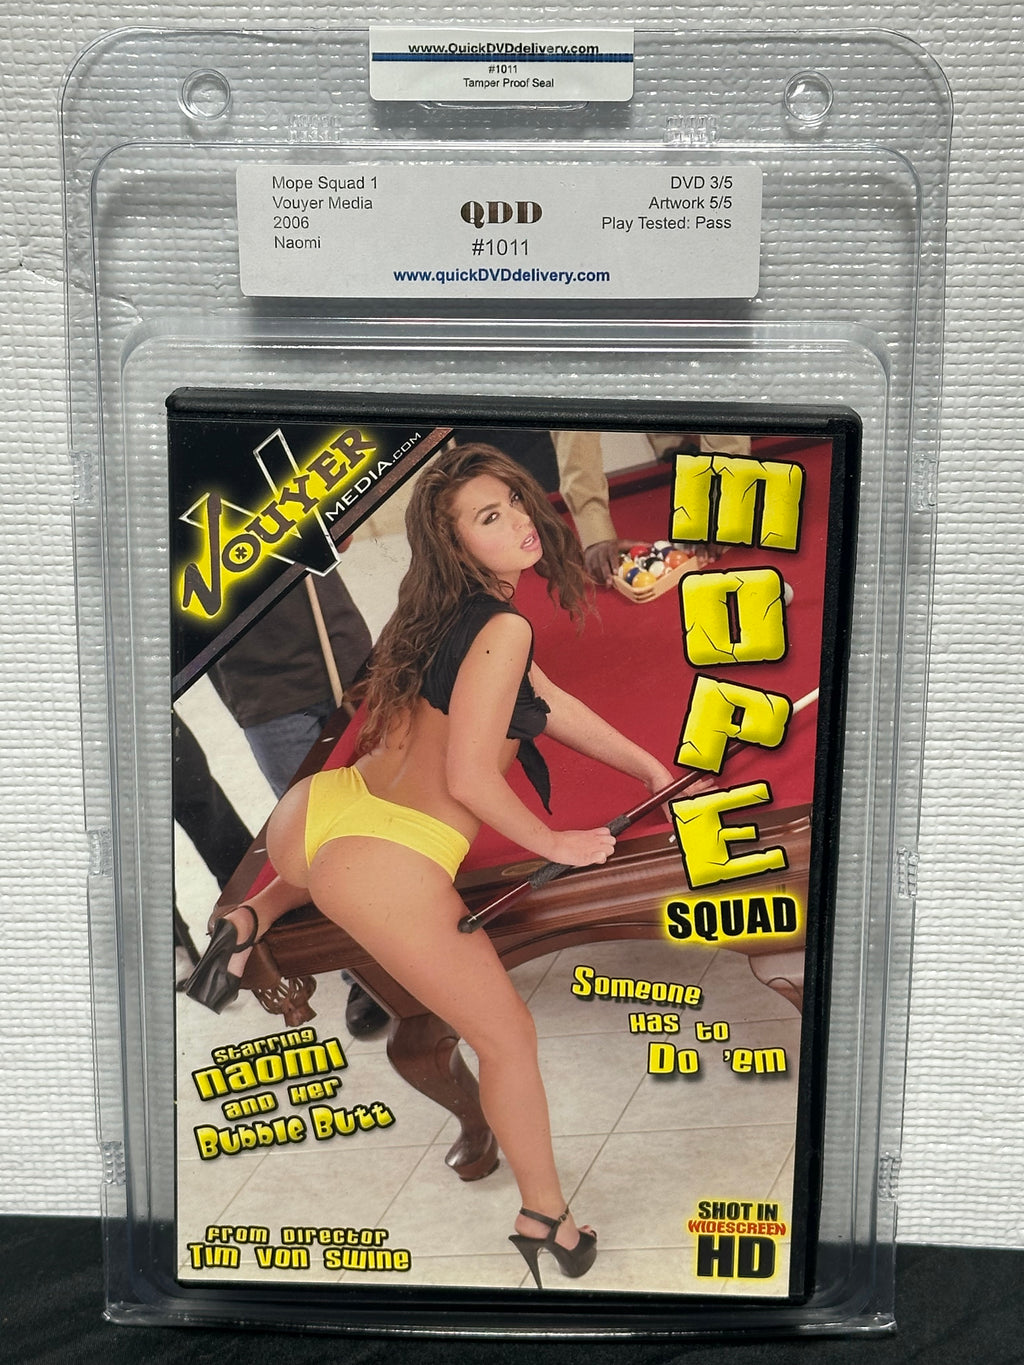 www.QuickDVDdelivery.com
#1011
Tamper Proof Seal
Mope Squad 1
Vouyer Media
2006
Naomi
QDD
#1011
www.quickDVDdelivery.com
DVD 3/5
Artwork 5/5
Play Tested: Pass
VOUYER
MEDIA.COM
MOPE
SQUAD
Someone
Has to
Do 'em
starring
naomi
and Her
Bubble Butt
From Director
Tim Von Swine
SHOT IN
WIDESCREEN
HD